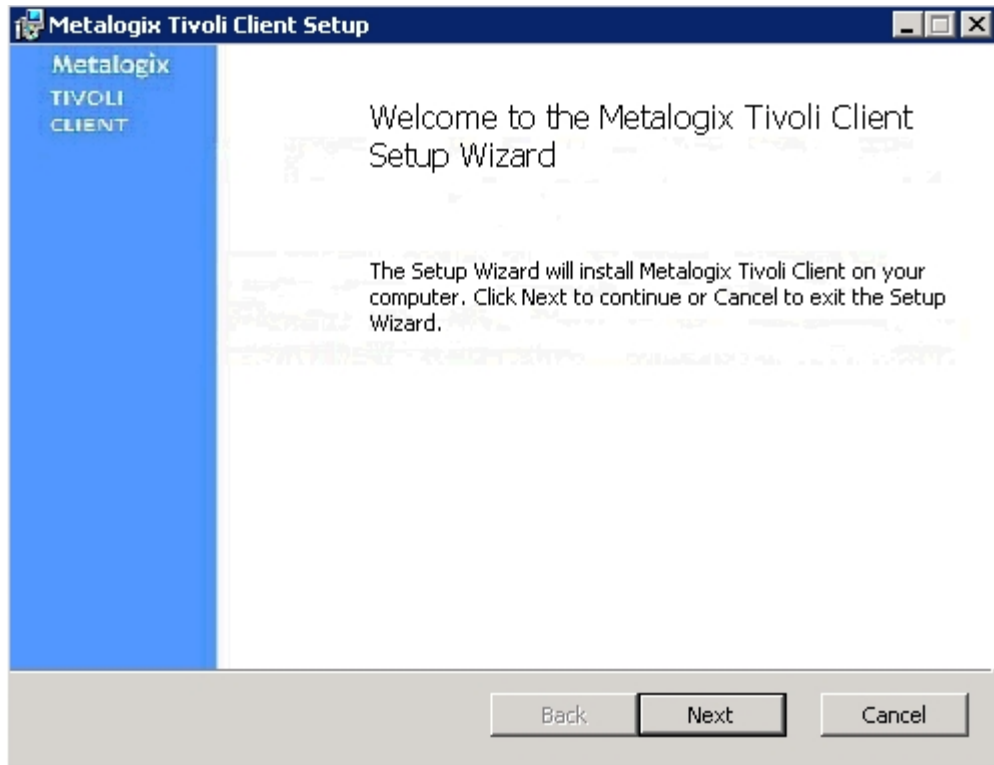 Metalogix Tivoli Client Setup
Metalogix
TIVOLI
CLIENT
Welcome to the Metalogix Tivoli Client
Setup Wizard
The Setup Wizard will install Metalogix Tivoli Client on your
computer. Click Next to continue or Cancel to exit the Setup
Wizard.
Back Next Cancel